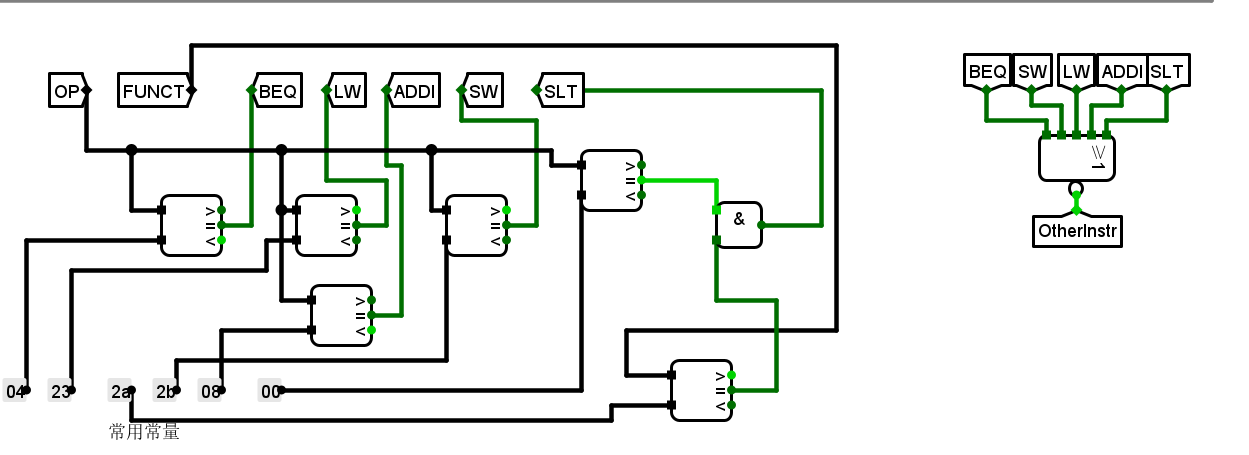 OP FUNCT BEQ LW ADDI SW SLT
BEQ SW LW ADDI SLT
> = <
> = <
> = <
> = <
&
≥1
OtherInstr
> = <
> = <
04 23 2a 2b 08 00
常用常量